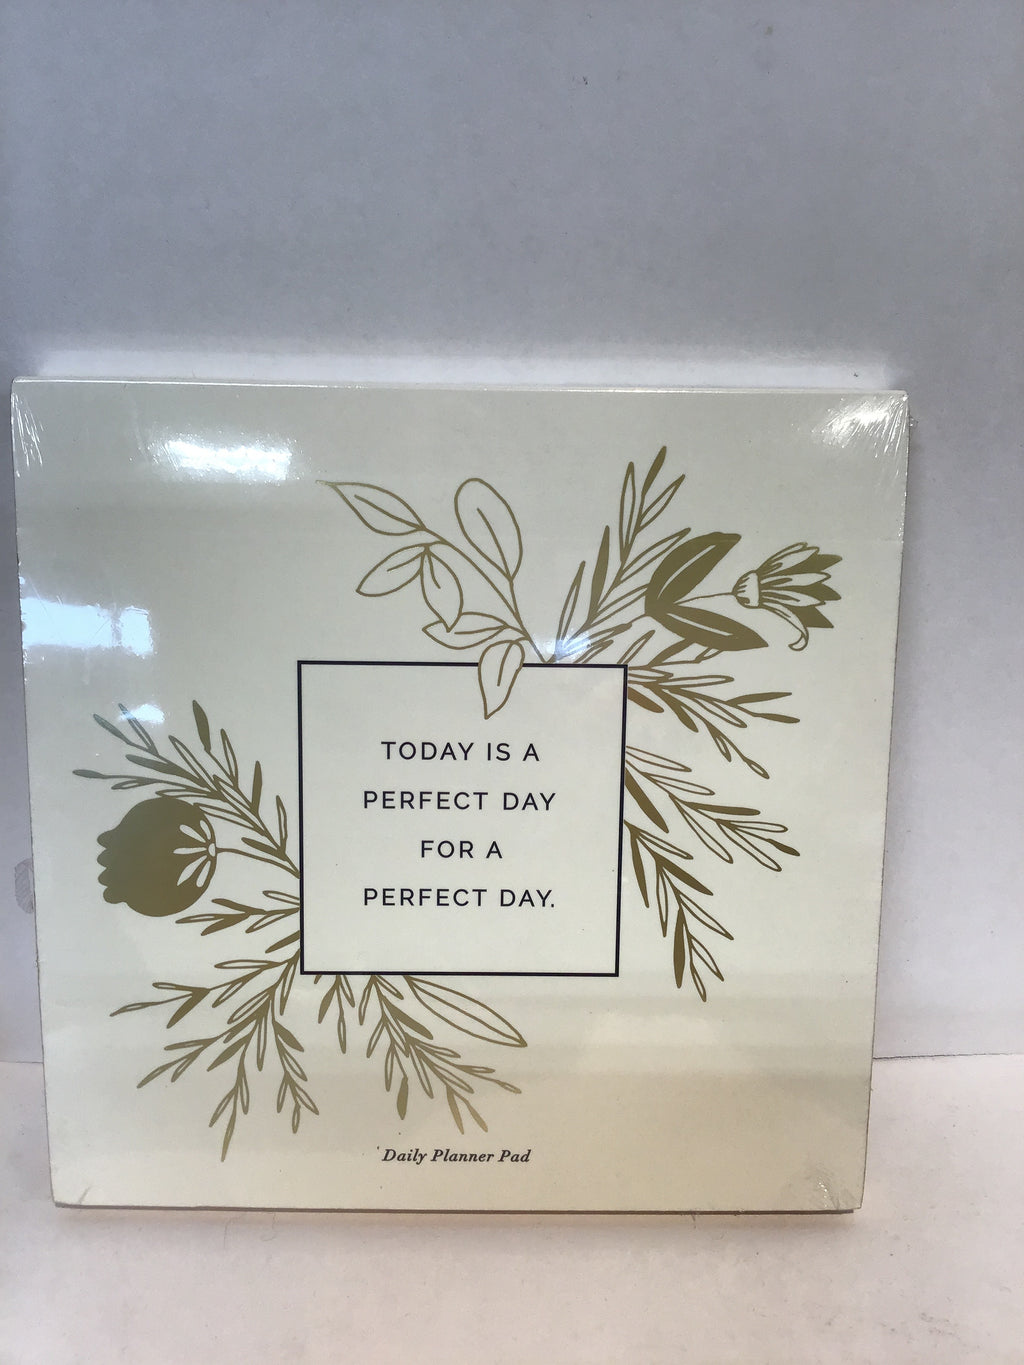 TODAY IS A
PERFECT DAY
FOR A
PERFECT DAY.
Daily Planner Pad